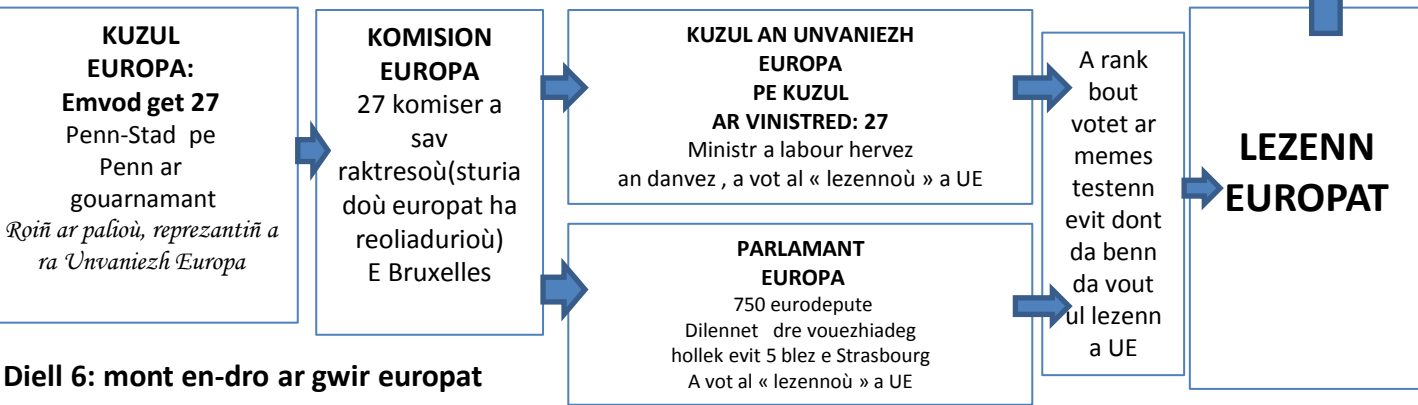 KUZUL
EUROPA:
Emvod get 27
Penn-Stad pe
Penn ar
gouarnamant
Roiñ ar palioù, reprezantiñ a
ra Unvaniezh Europa
KOMISION
EUROPA
27 komiser a
sav
raktresoù(sturia
doù europat ha
reoliadurioù)
E Bruxelles
KUZUL AN UNVANIEZH
EUROPA
PE KUZUL
AR VINISTRED: 27
Ministr a labour hervez
an danvez , a vot al « lezennoù » a UE
PARLAMANT
EUROPA
750 eurodepute
Dilennet dre vouezhiadeg
hollek evit 5 blez e Strasbourg
A vot al « lezennoù » a UE
A rank
bout
votet ar
memes
testenn
evit dont
da benn
da vout
ul lezenn
a UE
LEZENN
EUROPAT
Diell 6: mont en-dro ar gwir europat